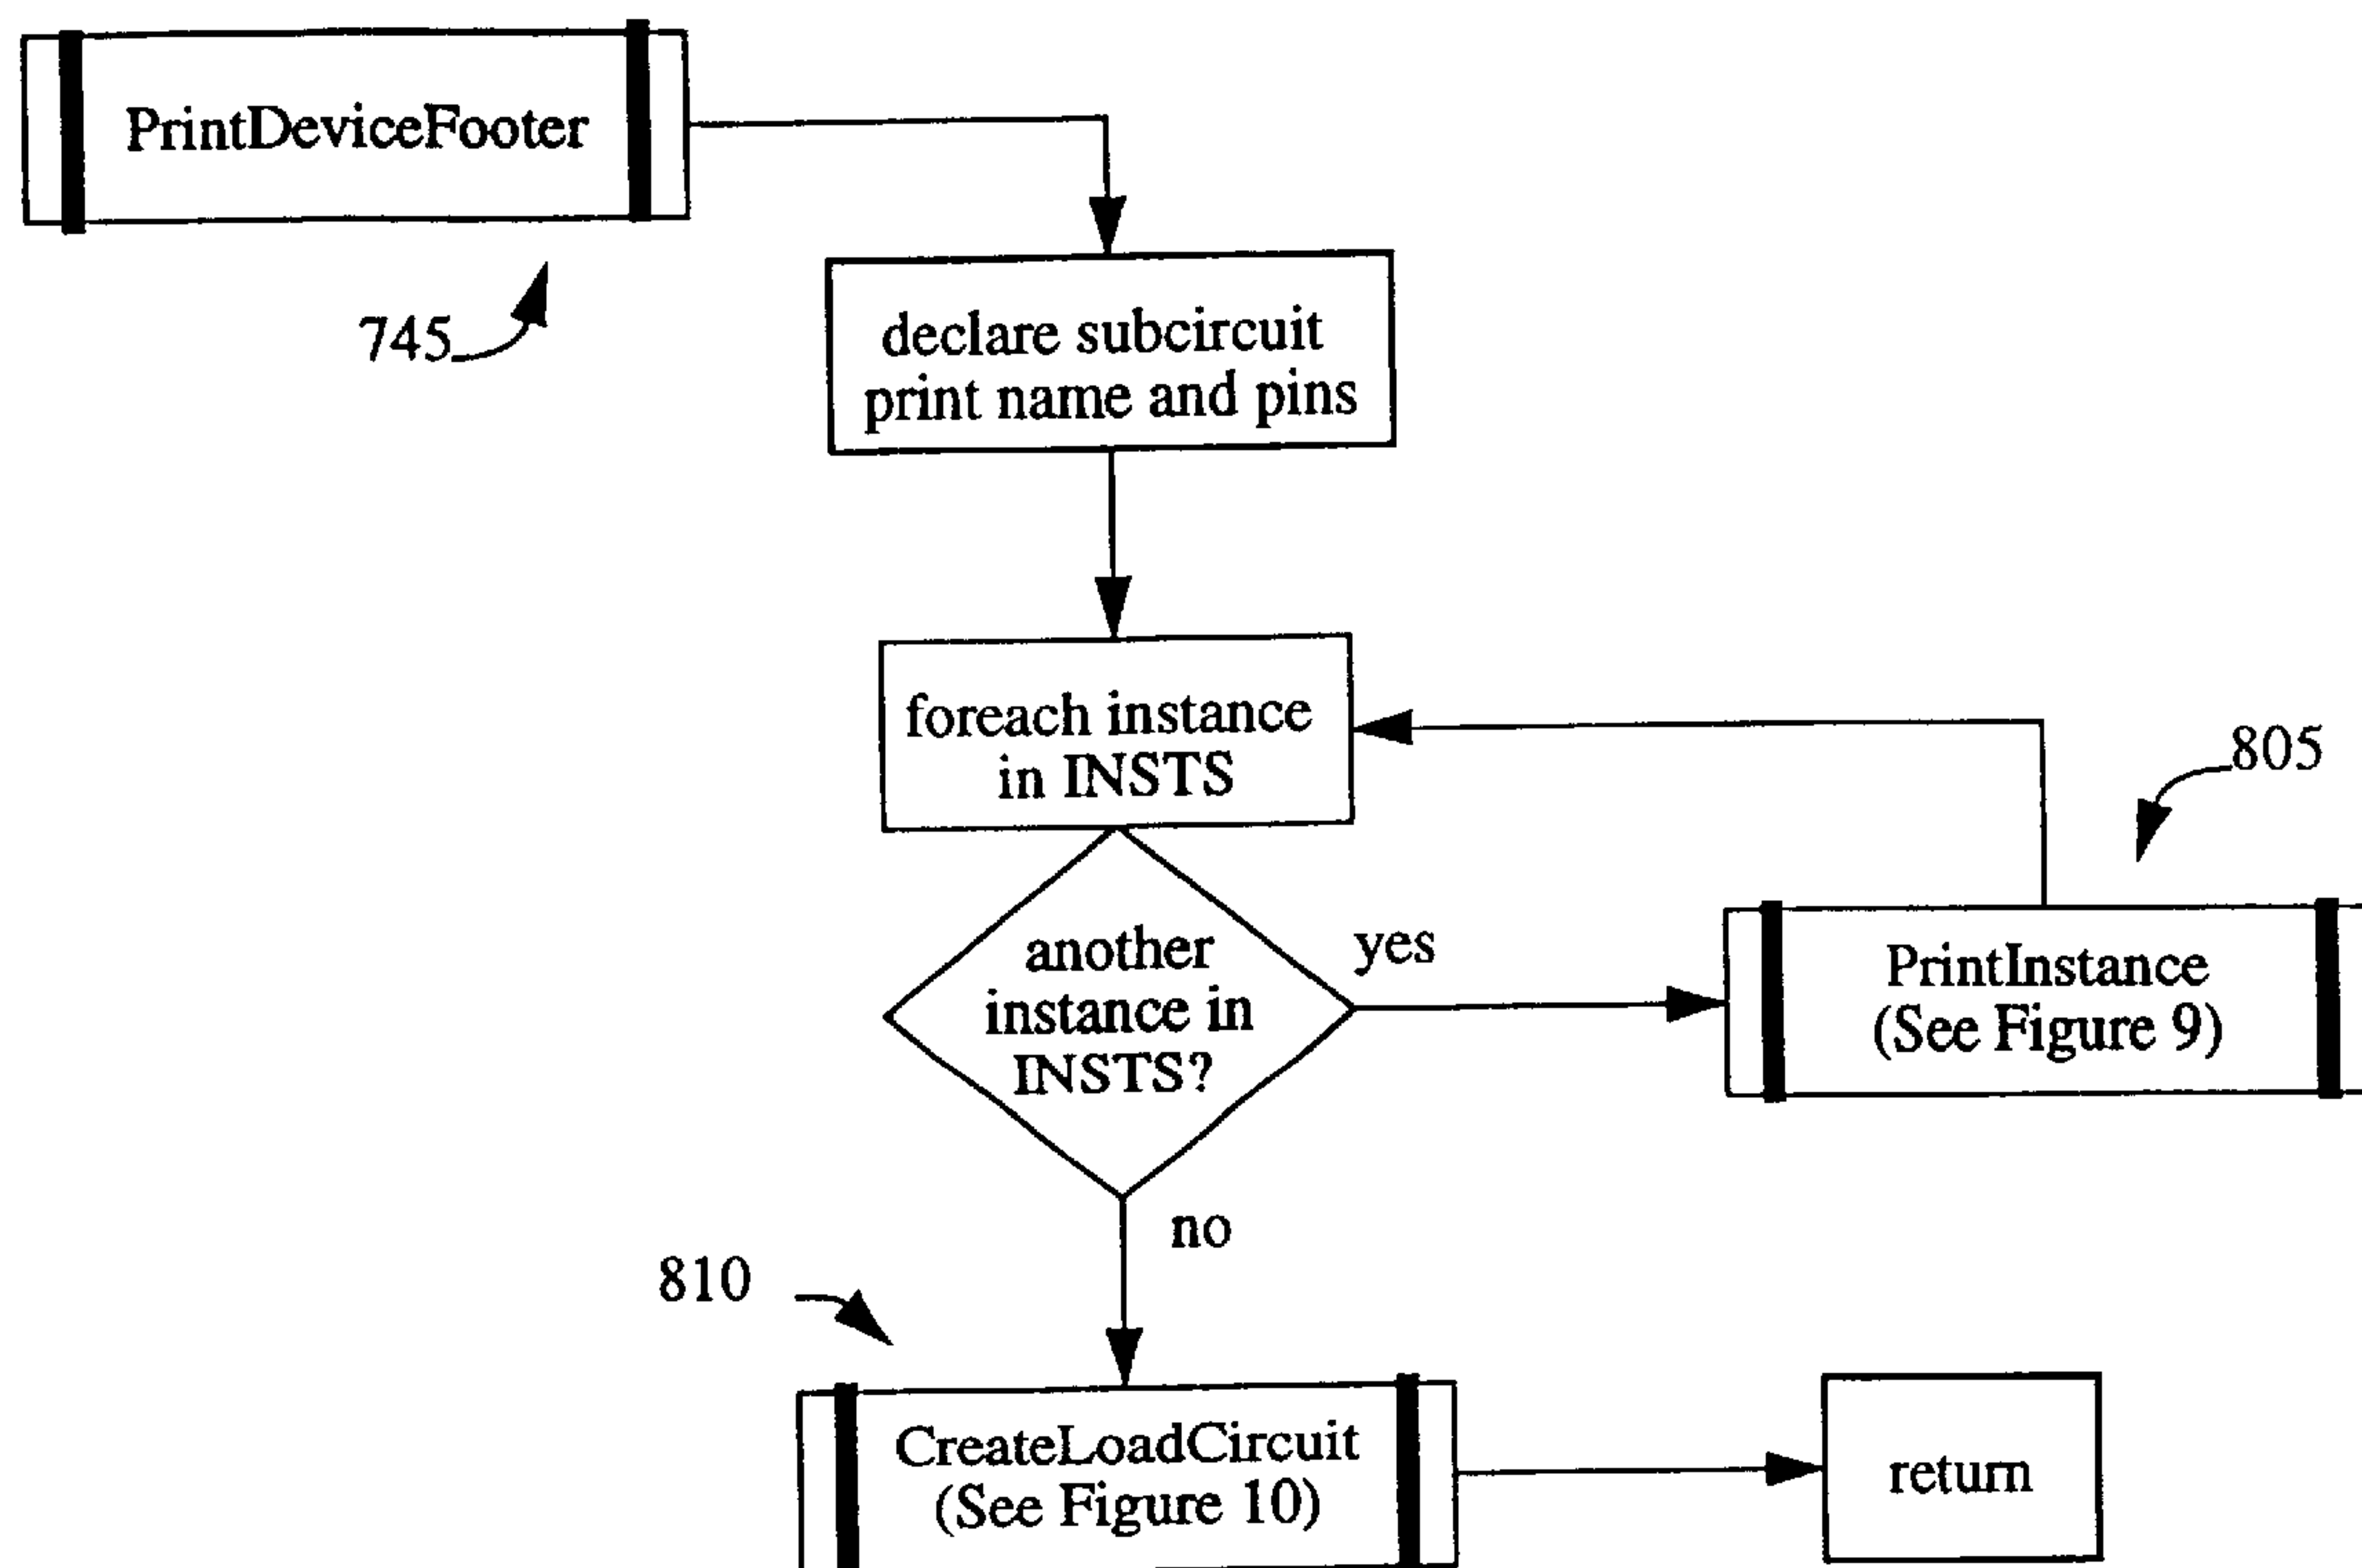 PrintDeviceFooter
745
declare subcircuit
print name and pins
foreach instance
in INSTS
805
another
instance in
INSTS?
yes
PrintInstance
(See Figure 9)
no
810
CreateLoadCircuit
(See Figure 10)
return